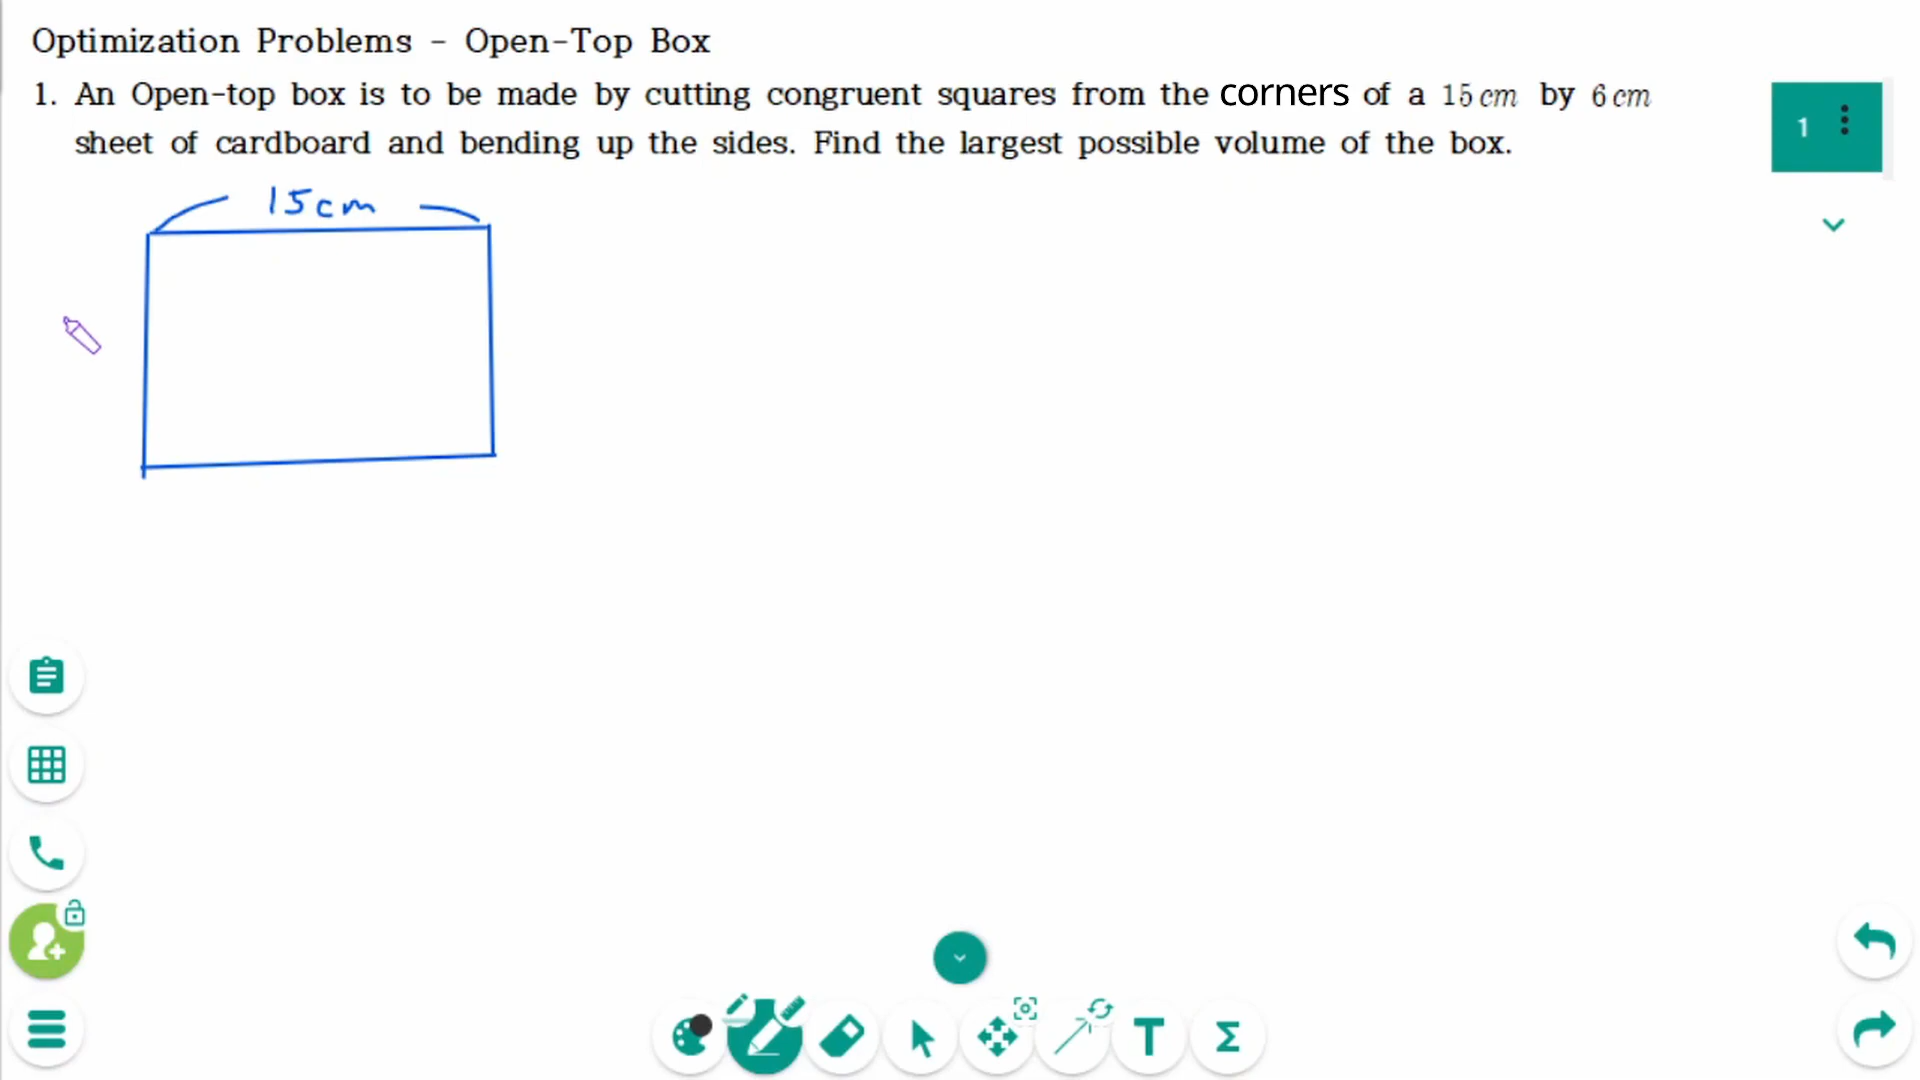 Optimization Problems - Open-Top Box
1. An Open-top box is to be made by cutting congruent squares from the corners of a 15 cm by 6 cm
sheet of cardboard and bending up the sides. Find the largest possible volume of the box.
1
15cm
T
Σ